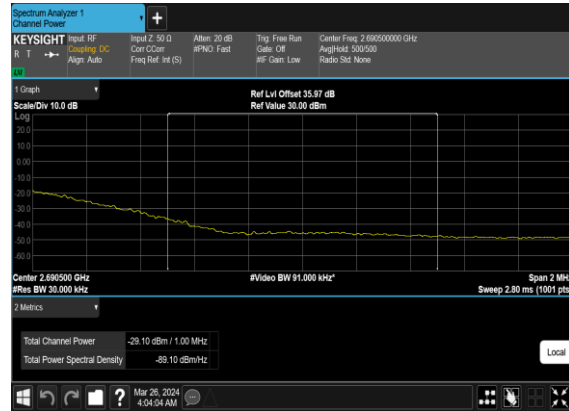 Spectrum Analyzer 1
Channel Power
+
KEYSIGHT Input: RF Input Z: 50 Ω Atten: 20 dB Trig: Free Run Center Freq: 2.690500000 GHz
R T Coupling: DC Corr CCorr #PNO: Fast Gate: Off Avg|Hold: 500/500
Align: Auto Freq Ref: Int (S) #IF Gain: Low Radio Std: None
1 Graph
Ref Lvl Offset 35.97 dB
Scale/Div 10.0 dB Ref Value 30.00 dBm
Log
20.0
10.0
0.00
-10.0
-20.0
-30.0
-40.0
-50.0
-60.0
Center 2.690500 GHz #Video BW 91.000 kHz* Span 2 MHz
#Res BW 30.000 kHz Sweep 2.80 ms (1001 pts)
2 Metrics
Total Channel Power -29.10 dBm / 1.00 MHz
Total Power Spectral Density -89.10 dBm/Hz
Local
?
Mar 26, 2024
4:04:04 AM